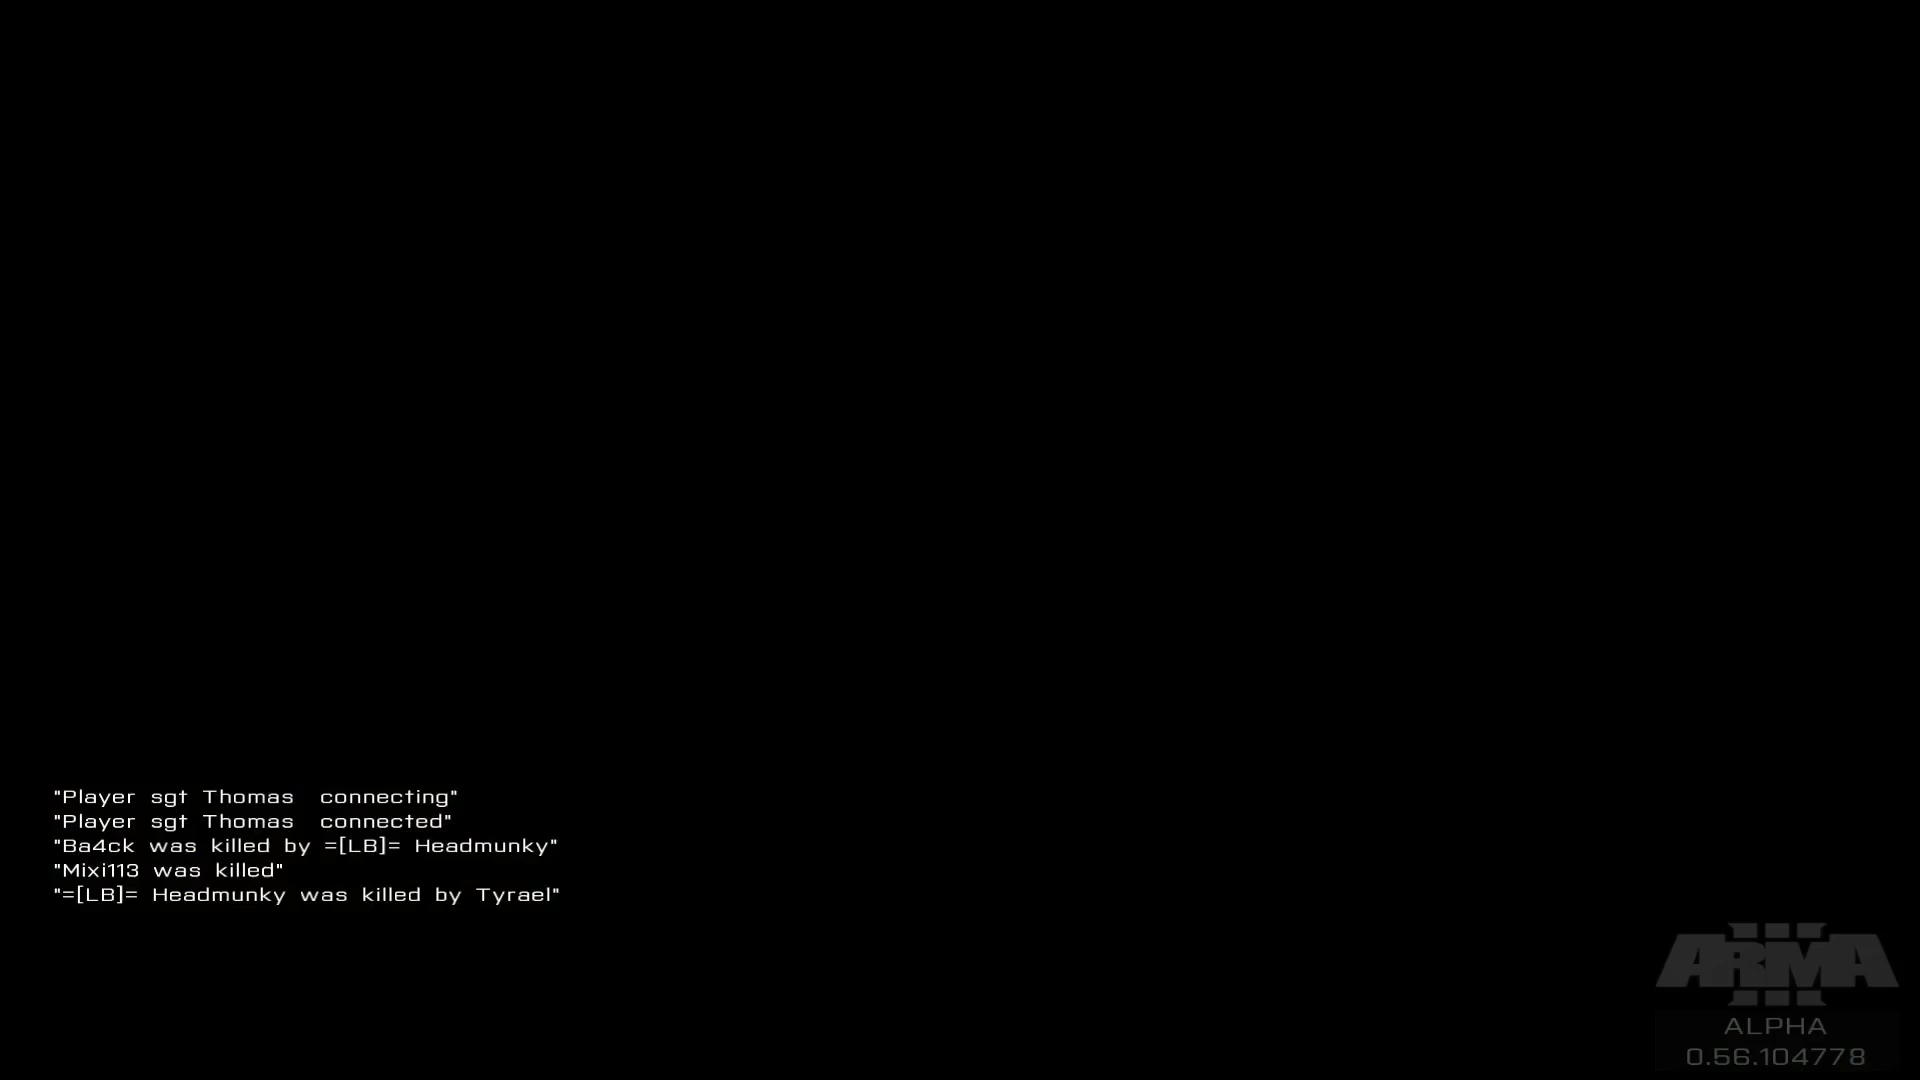 "Player sgt Thomas  connecting"
"Player sgt Thomas  connected"
"Ba4ck was killed by =[LB]= Headmunky"
"Mixi113 was killed"
"=[LB]= Headmunky was killed by Tyrael"
III
ARMA
III
ALPHA
0.56.104778